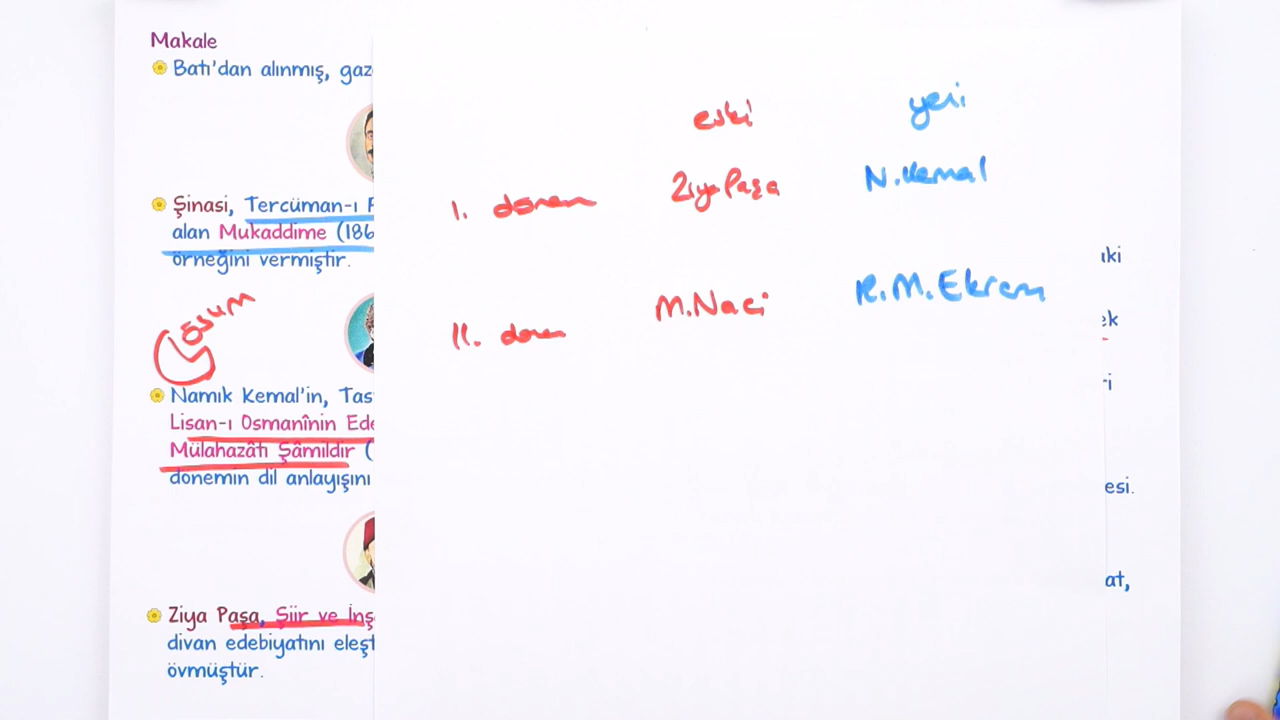 Makale
Batı'dan alınmış, gaz
Şinasi, Tercüman-ı
alan Mukaddime (186
örneğini vermiştir.
Namık Kemal'in, Tas
Lisan-ı Osmanînin Ede
Mülahazâtı Şâmildir (
dönemin dil anlayışını
Ziya Paşa, Şiir ve İnş
divan edebiyatını eleşt
övmüştür.
eski yeni
I. dönem Ziya Paşa N. Kemal
II. dönem M. Naci R. M. Ekrem
ki
ek
ri
esi.
at,